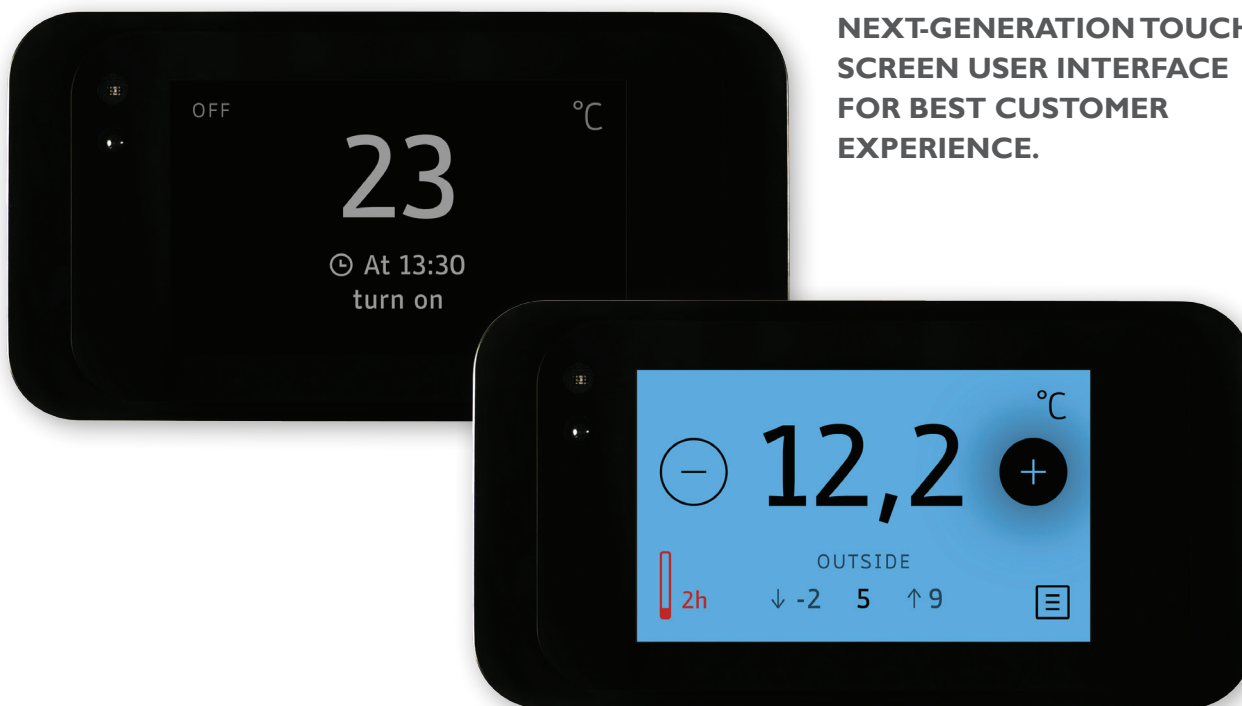 NEXT-GENERATION TOUCH
SCREEN USER INTERFACE
FOR BEST CUSTOMER
EXPERIENCE.
OFF
°C
23
At 13:30
turn on
°C
− 12,2 +
OUTSIDE
2h ↓ -2 5 ↑ 9